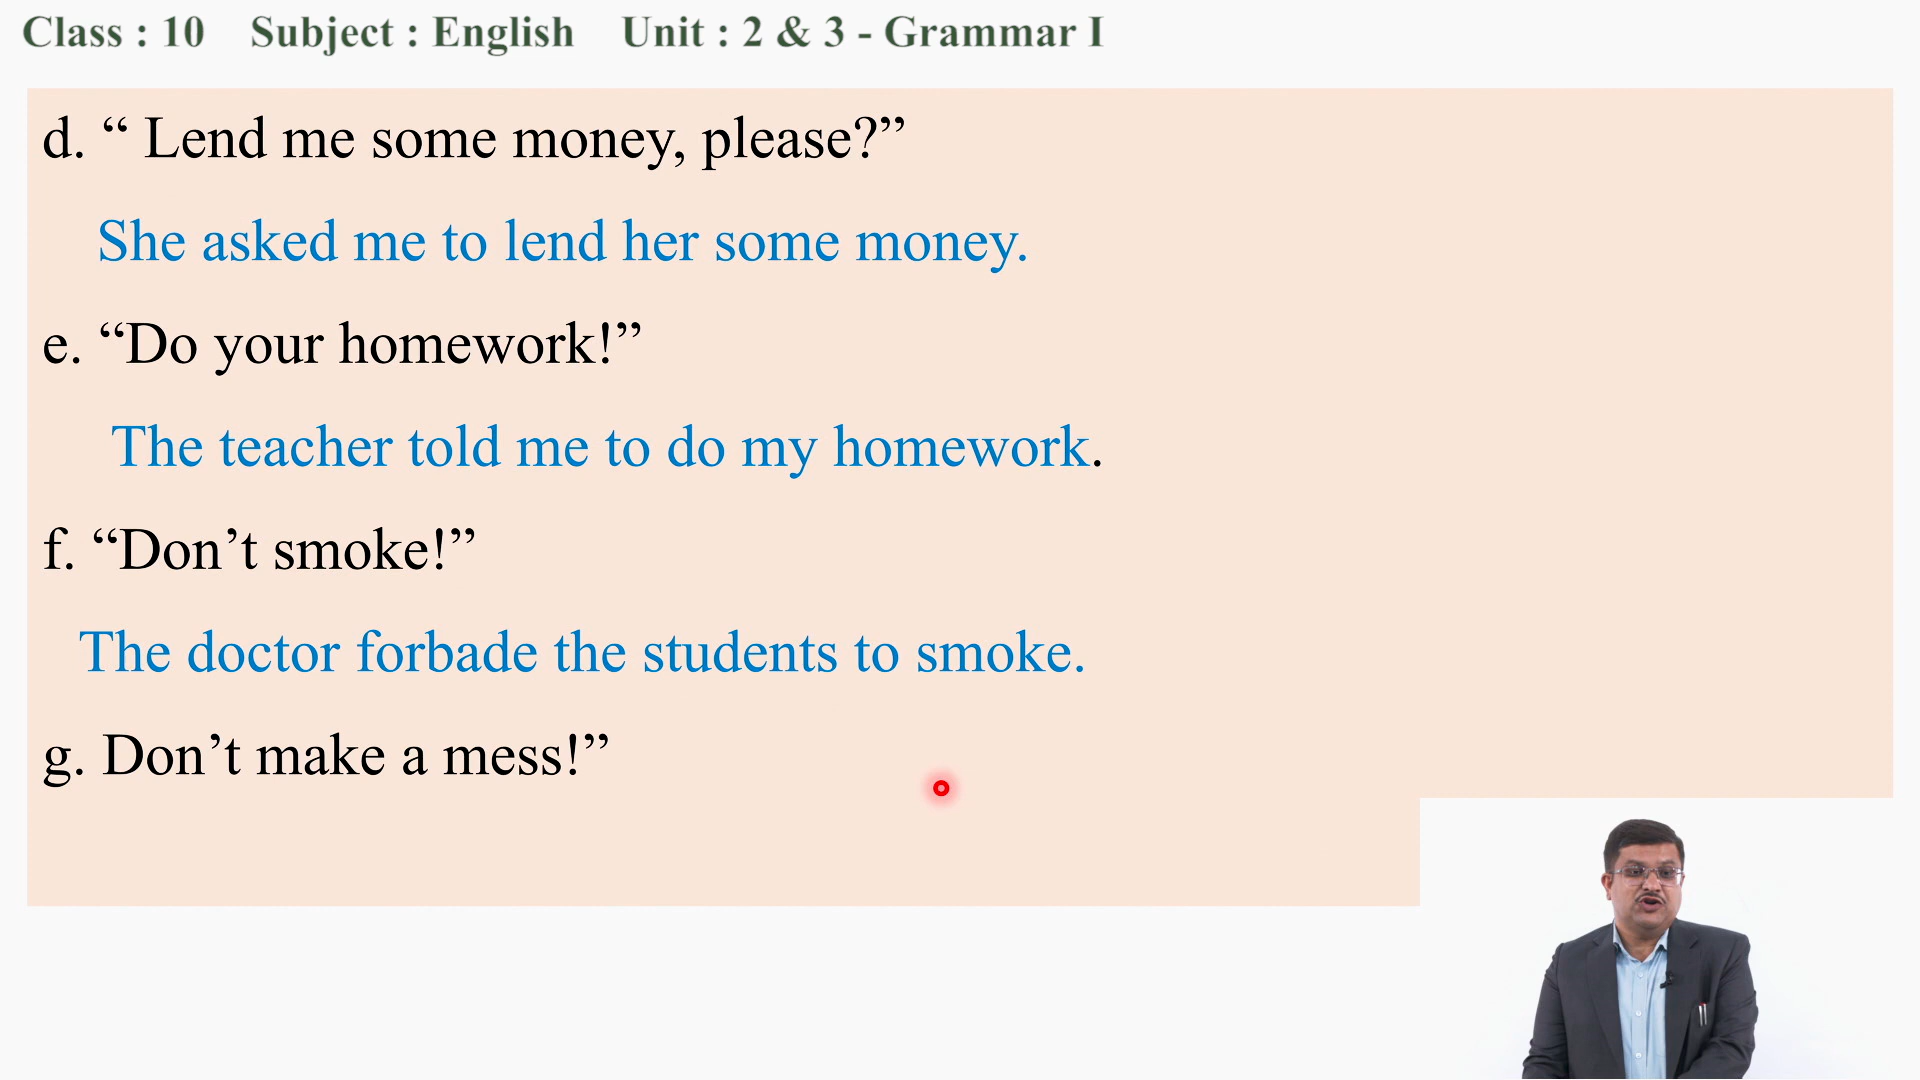 Class : 10 Subject : English Unit : 2 & 3 - Grammar I
d. “ Lend me some money, please?”
She asked me to lend her some money.
e. “Do your homework!”
The teacher told me to do my homework.
f. “Don’t smoke!”
The doctor forbade the students to smoke.
g. Don’t make a mess!”